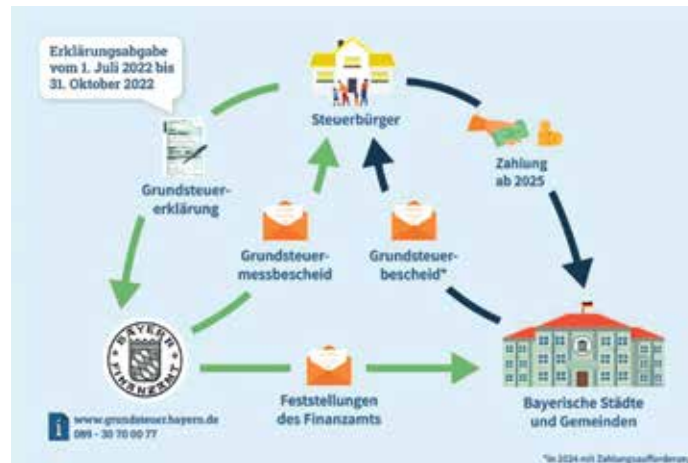 Erklärungsabgabe
vom 1. Juli 2022 bis
31. Oktober 2022
Steuerbürger
Zahlung
ab 2025
Grundsteuer-
erklärung
Grundsteuer-
messbescheid
Grundsteuer-
bescheid*
BAYERN
FINANZAMT
Feststellungen
des Finanzamts
Bayerische Städte
und Gemeinden
www.grundsteuer.bayern.de
089 - 30 70 00 77
*in 2024 mit Zahlungsaufforderung